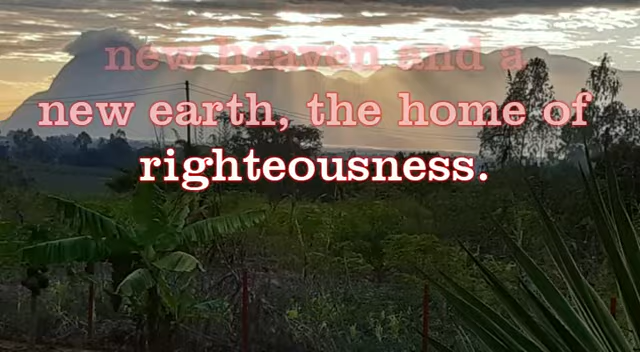 new heaven and a
new earth, the home of
righteousness.